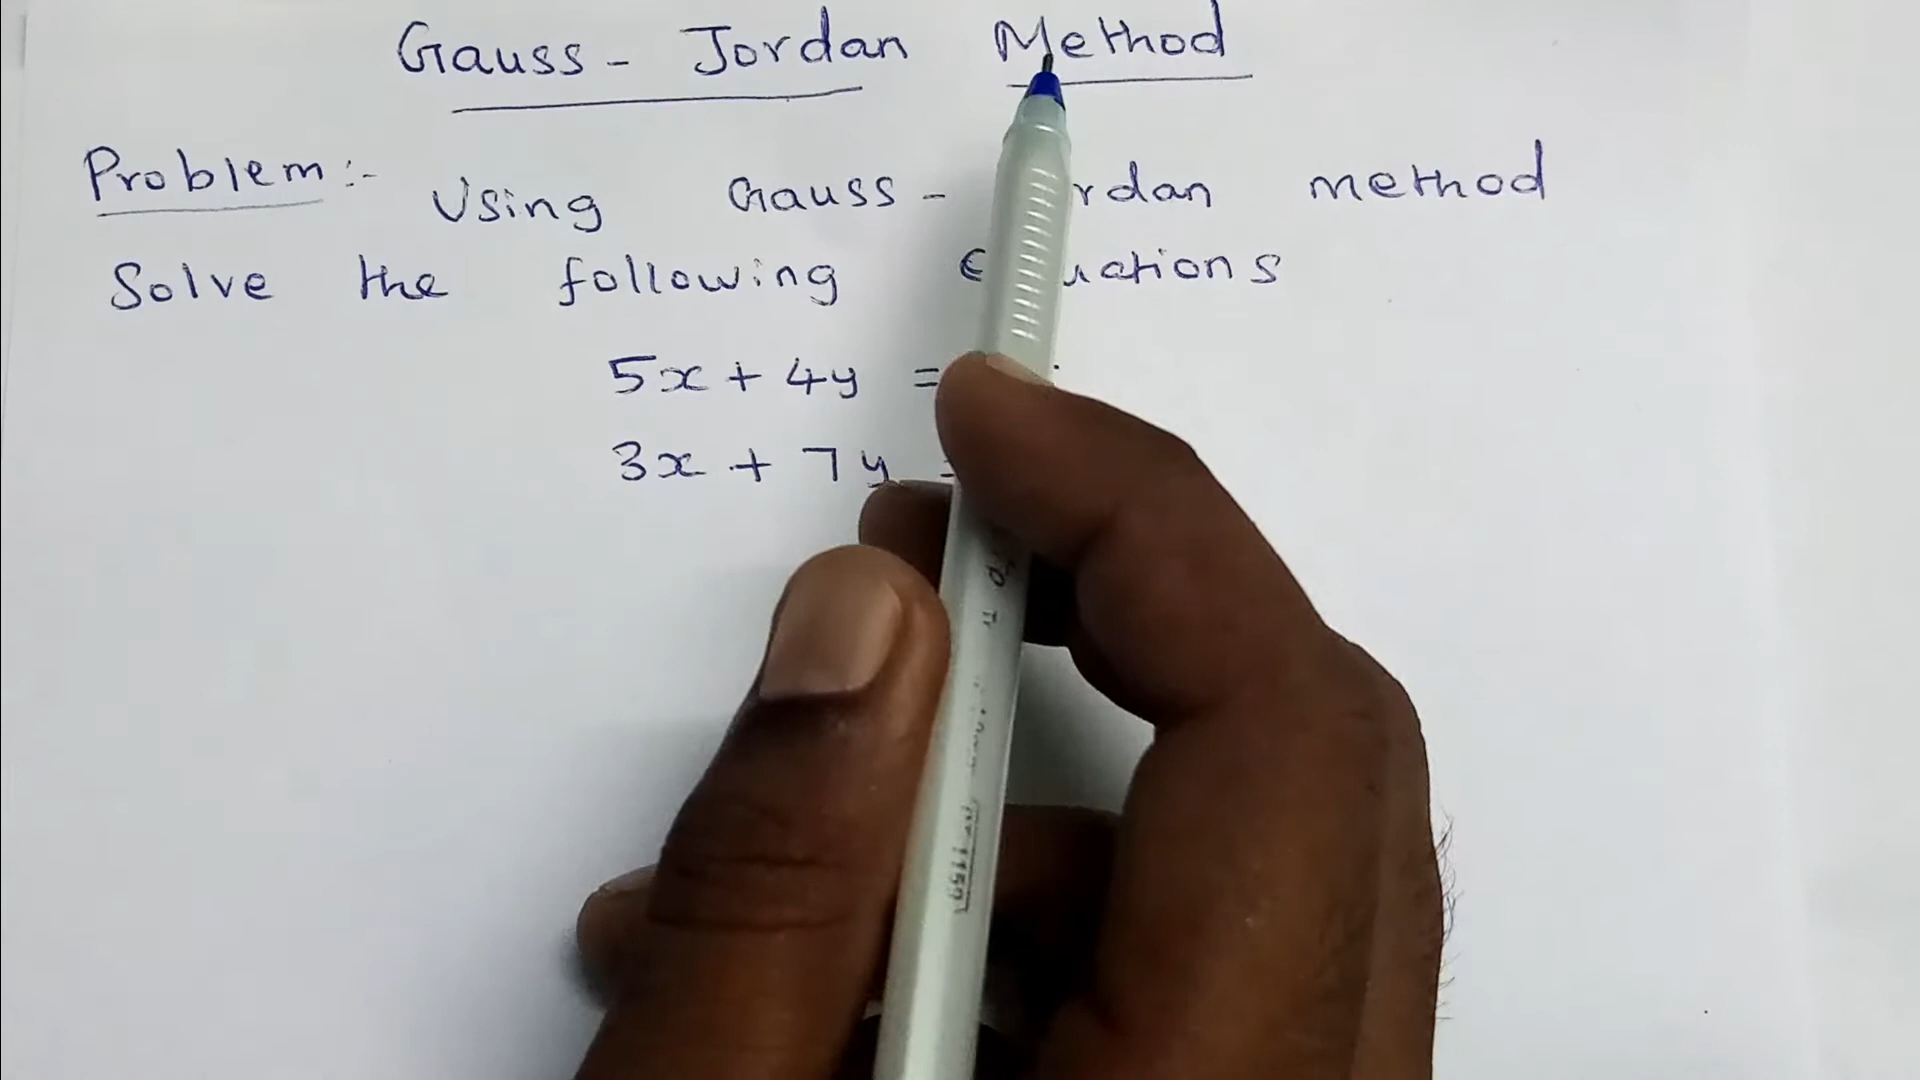 Gauss - Jordan Method
Problem :- Using Gauss - rdan method
Solve the following uations
5x + 4y =
3x + 7y